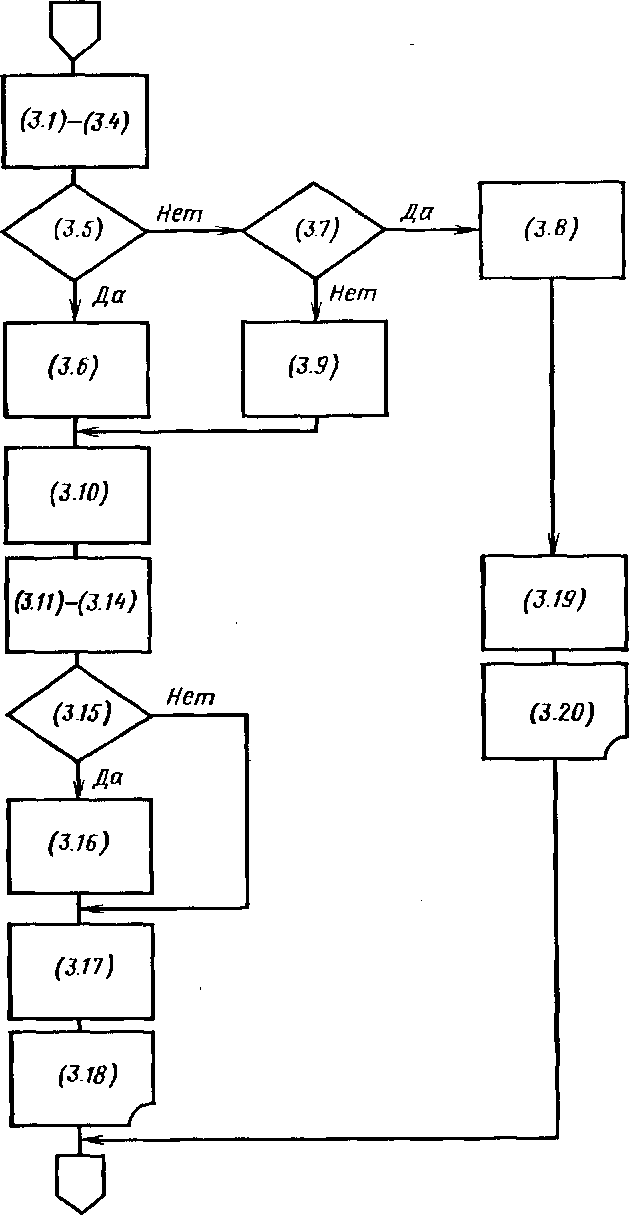 (3.1)–(3.4)
(3.5)
Нет
(3.7)
Да
(3.8)
Да
Нет
(3.6)
(3.9)
(3.10)
(3.11)–(3.14)
(3.19)
(3.15)
Нет
(3.20)
Да
(3.16)
(3.17)
(3.18)